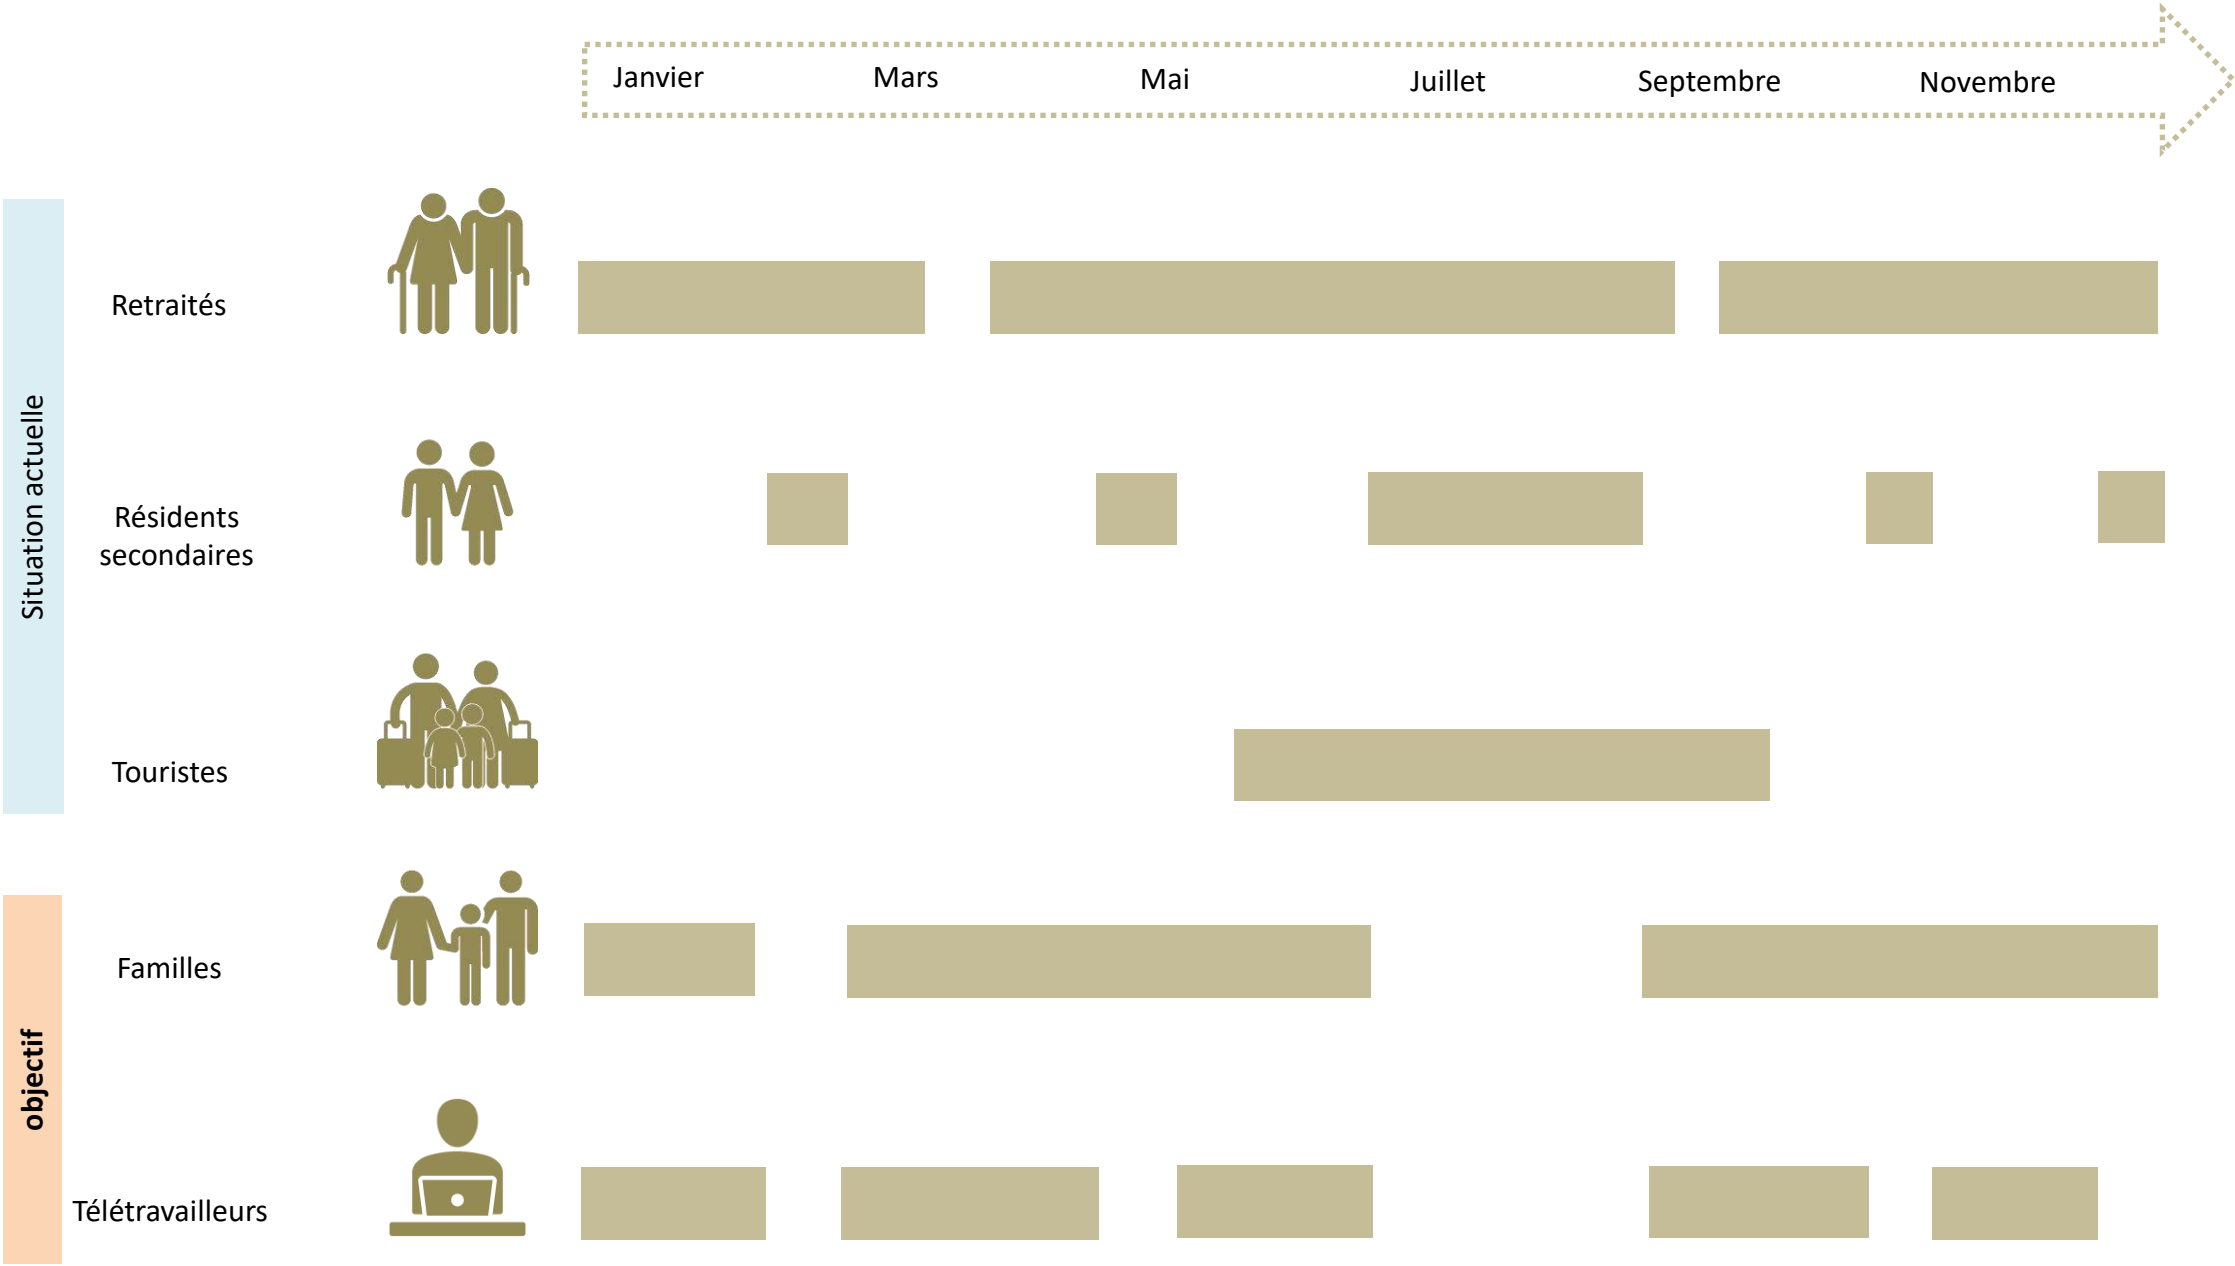 Janvier
Mars
Mai
Juillet
Septembre
Novembre
Situation actuelle
Retraités
Résidents
secondaires
Touristes
objectif
Familles
Télétravailleurs